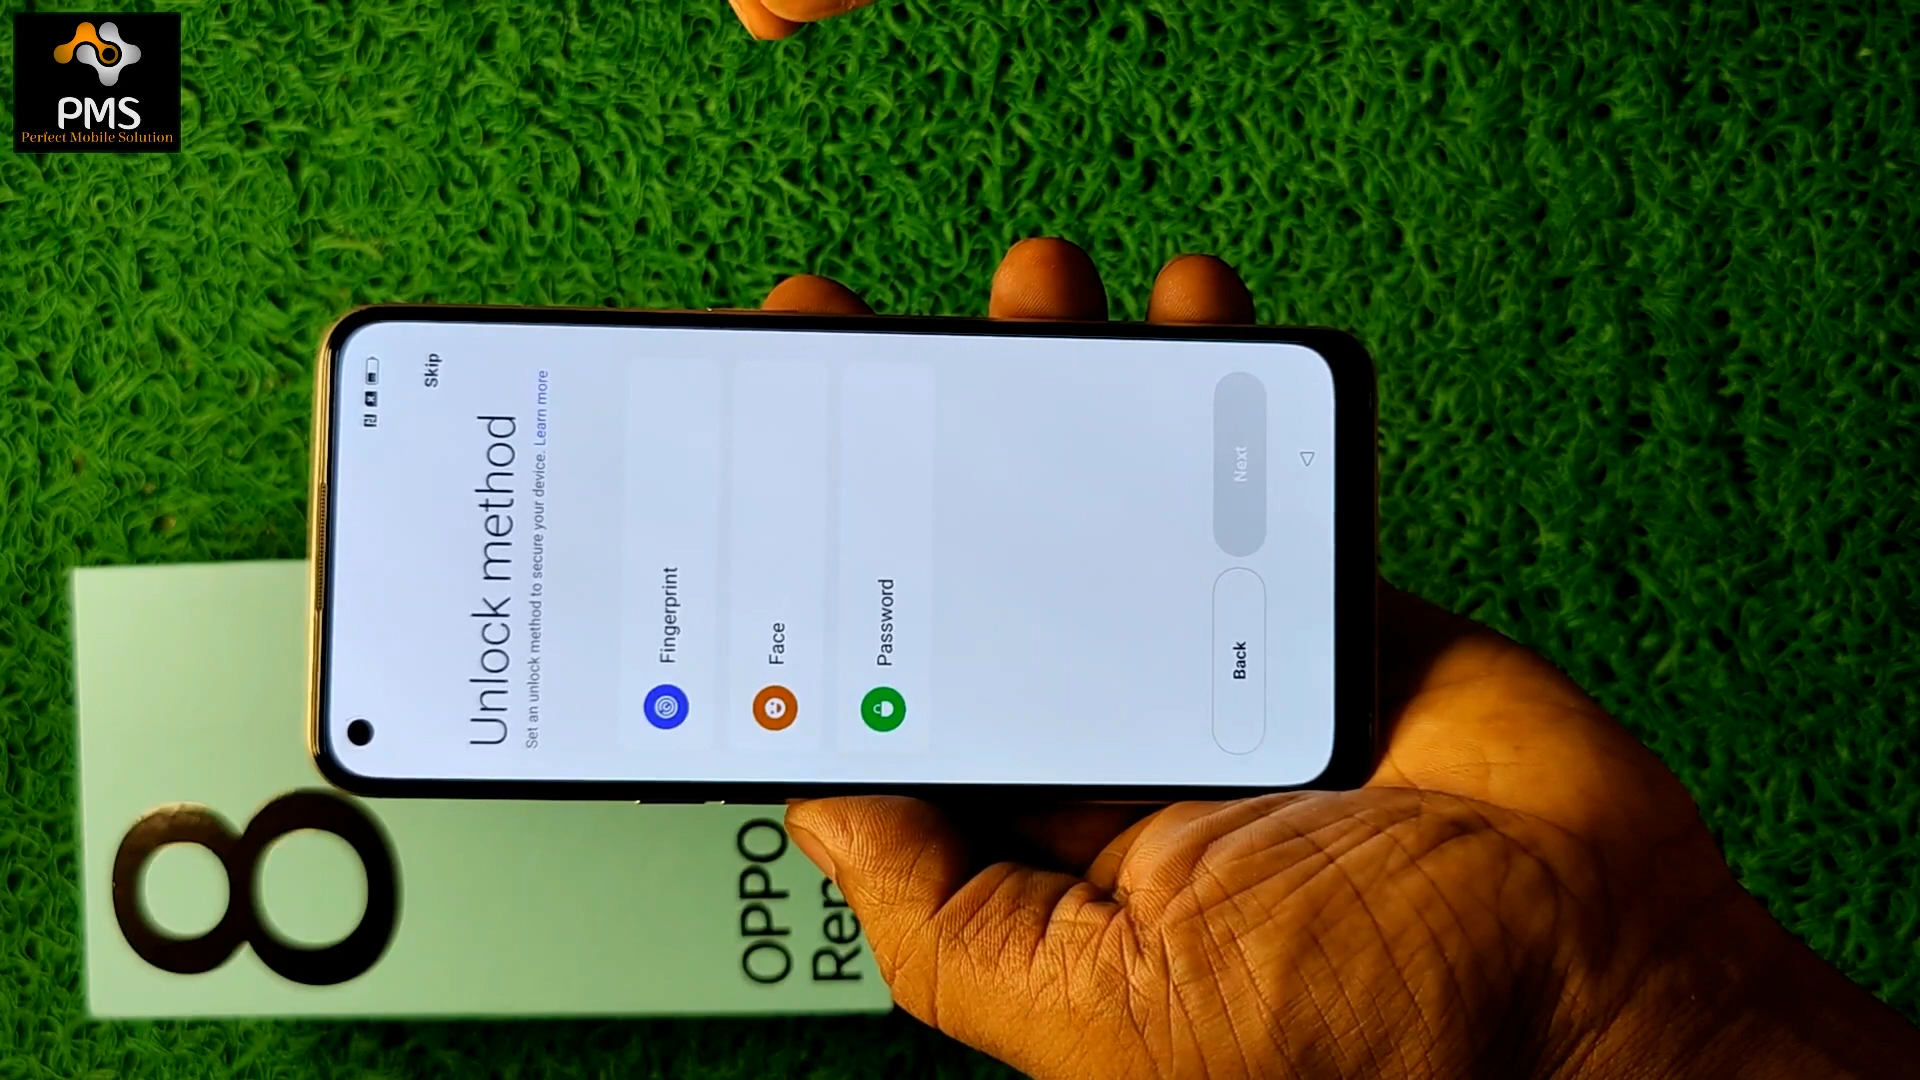 PMS
Perfect Mobile Solution
Skip
Unlock method
Set an unlock method to secure your device. Learn more
Fingerprint
Face
Password
Back
Next
8
OPPO